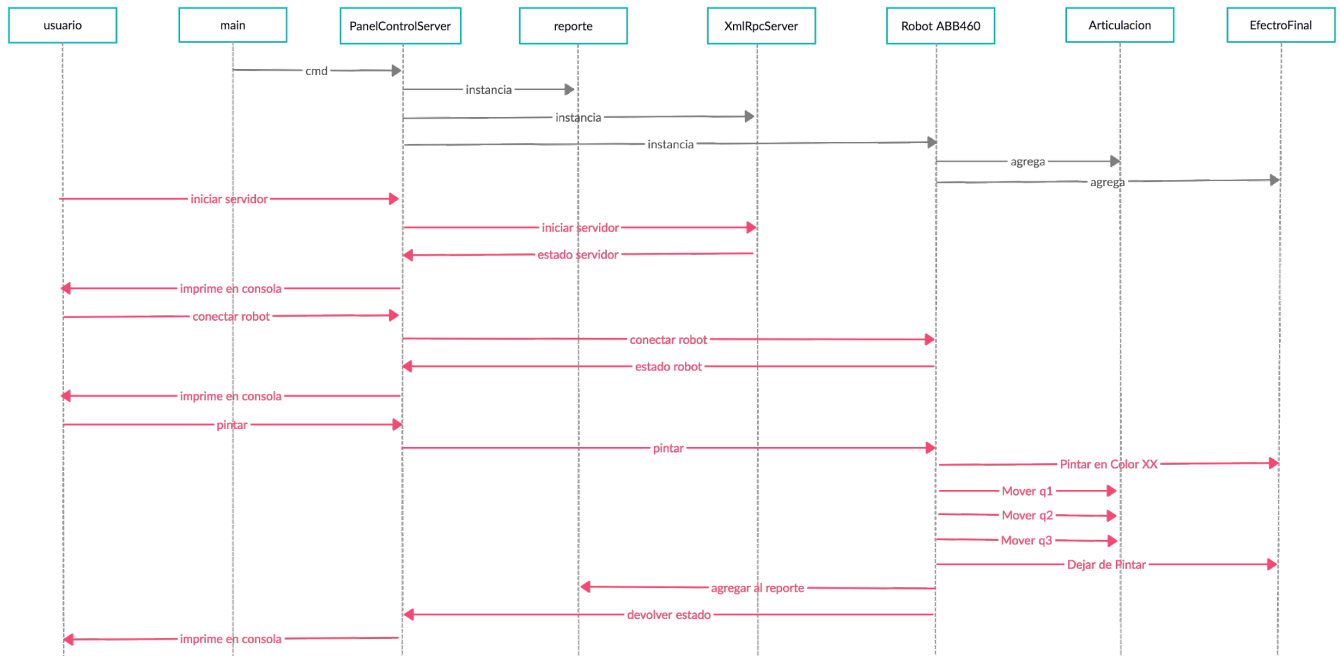 usuario
main
PanelControlServer
reporte
XmlRpcServer
Robot ABB460
Articulacion
EfectroFinal
cmd
instancia
instancia
instancia
agrega
agrega
iniciar servidor
iniciar servidor
estado servidor
imprime en consola
conectar robot
conectar robot
estado robot
imprime en consola
pintar
pintar
Pintar en Color XX
Mover q1
Mover q2
Mover q3
Dejar de Pintar
agregar al reporte
devolver estado
imprime en consola